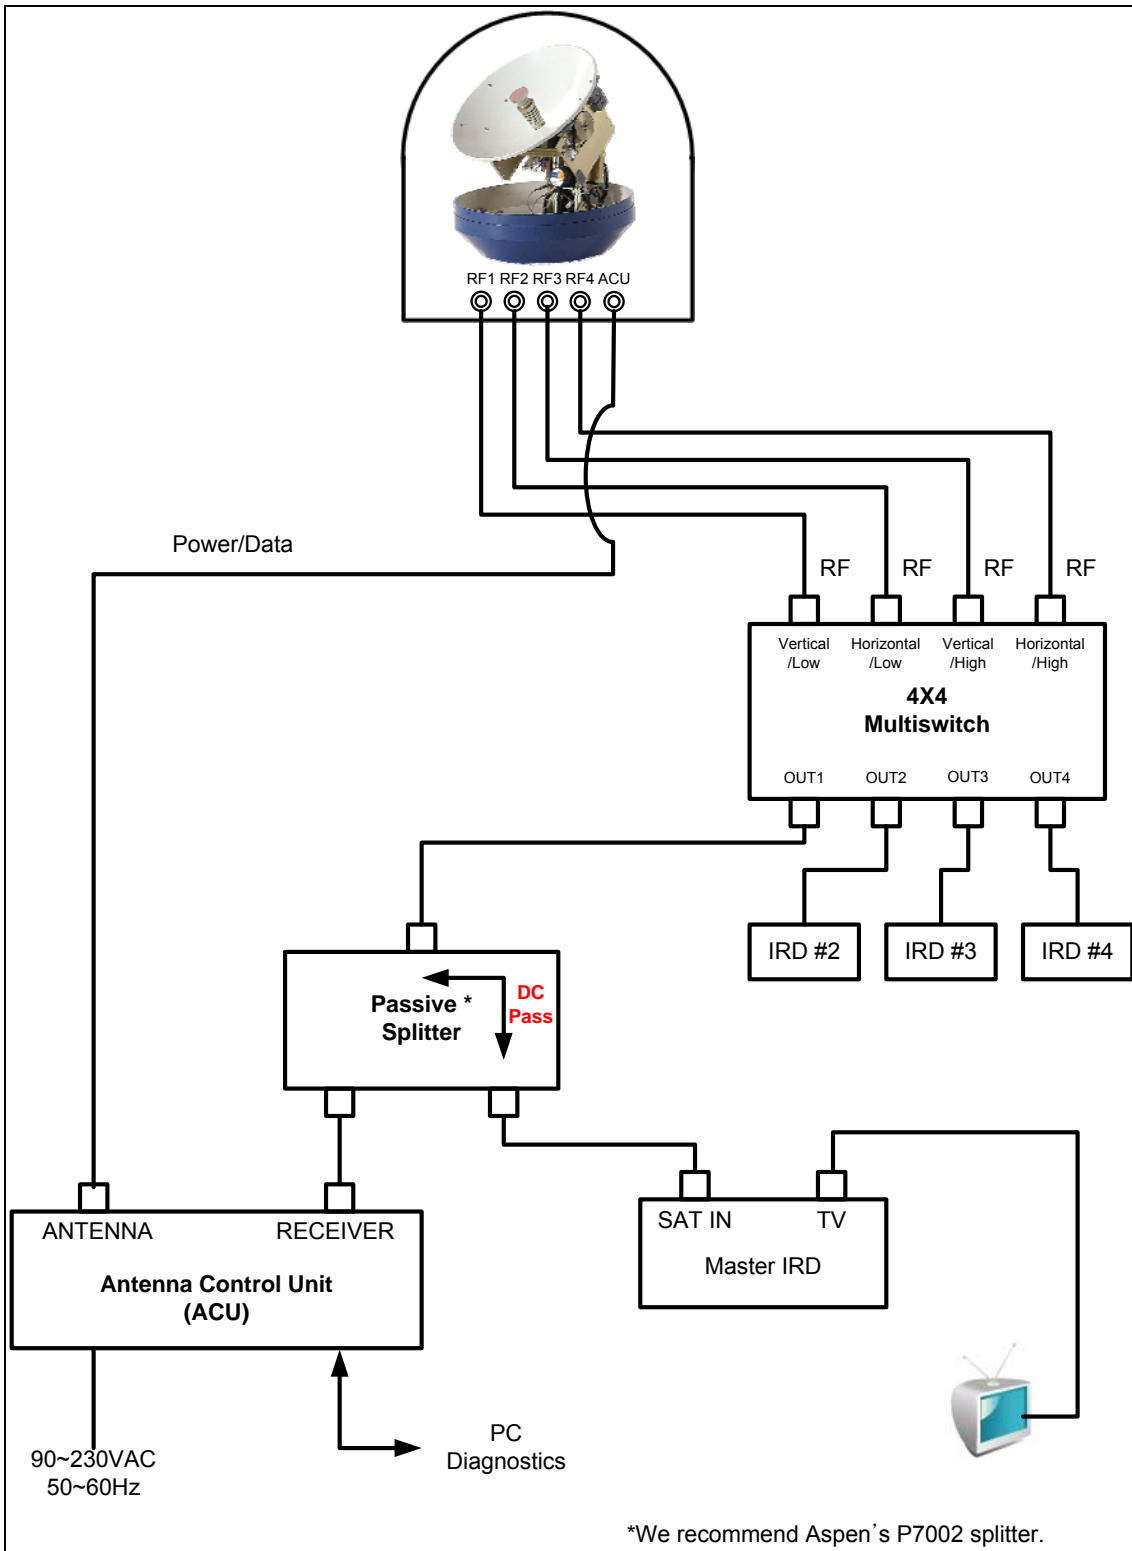 RF1 RF2 RF3 RF4 ACU
Power/Data
RF RF RF RF
Vertical /Low
Horizontal /Low
Vertical /High
Horizontal /High
4X4
Multiswitch
OUT1 OUT2 OUT3 OUT4
IRD #2 IRD #3 IRD #4
DC
Pass
Passive *
Splitter
ANTENNA RECEIVER
Antenna Control Unit
(ACU)
SAT IN TV
Master IRD
PC
Diagnostics
90~230VAC
50~60Hz
*We recommend Aspen's P7002 splitter.